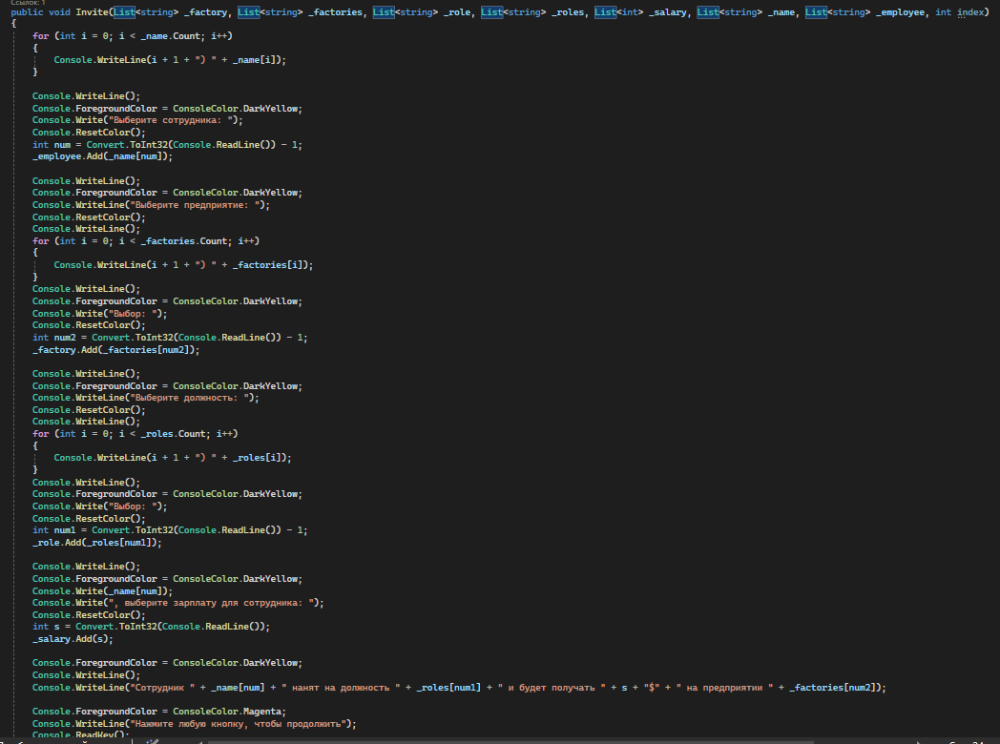 Ссылок: 1
public void Invite(List<string> _factory, List<string> _factories, List<string> _role, List<string> _roles, List<int> _salary, List<string> _name, List<string> _employee, int index)
{
for (int i = 0; i < _name.Count; i++)
{
Console.WriteLine(i + 1 + ") " + _name[i]);
}
Console.WriteLine();
Console.ForegroundColor = ConsoleColor.DarkYellow;
Console.Write("Выберите сотрудника: ");
Console.ResetColor();
int num = Convert.ToInt32(Console.ReadLine()) - 1;
_employee.Add(_name[num]);
Console.WriteLine();
Console.ForegroundColor = ConsoleColor.DarkYellow;
Console.WriteLine("Выберите предприятие: ");
Console.ResetColor();
Console.WriteLine();
for (int i = 0; i < _factories.Count; i++)
{
Console.WriteLine(i + 1 + ") " + _factories[i]);
}
Console.WriteLine();
Console.ForegroundColor = ConsoleColor.DarkYellow;
Console.Write("Выбор: ");
Console.ResetColor();
int num2 = Convert.ToInt32(Console.ReadLine()) - 1;
_factory.Add(_factories[num2]);
Console.WriteLine();
Console.ForegroundColor = ConsoleColor.DarkYellow;
Console.WriteLine("Выберите должность: ");
Console.ResetColor();
Console.WriteLine();
for (int i = 0; i < _roles.Count; i++)
{
Console.WriteLine(i + 1 + ") " + _roles[i]);
}
Console.WriteLine();
Console.ForegroundColor = ConsoleColor.DarkYellow;
Console.Write("Выбор: ");
Console.ResetColor();
int num1 = Convert.ToInt32(Console.ReadLine()) - 1;
_role.Add(_roles[num1]);
Console.WriteLine();
Console.ForegroundColor = ConsoleColor.DarkYellow;
Console.Write(_name[num]);
Console.Write(", выберите зарплату для сотрудника: ");
Console.ResetColor();
int s = Convert.ToInt32(Console.ReadLine());
_salary.Add(s);
Console.ForegroundColor = ConsoleColor.DarkYellow;
Console.WriteLine();
Console.WriteLine("Сотрудник " + _name[num] + " нанят на должность " + _roles[num1] + " и будет получать " + s + "$" + " на предприятии " + _factories[num2]);
Console.ForegroundColor = ConsoleColor.Magenta;
Console.WriteLine("Нажмите любую кнопку, чтобы продолжить");
Console.ReadKey();